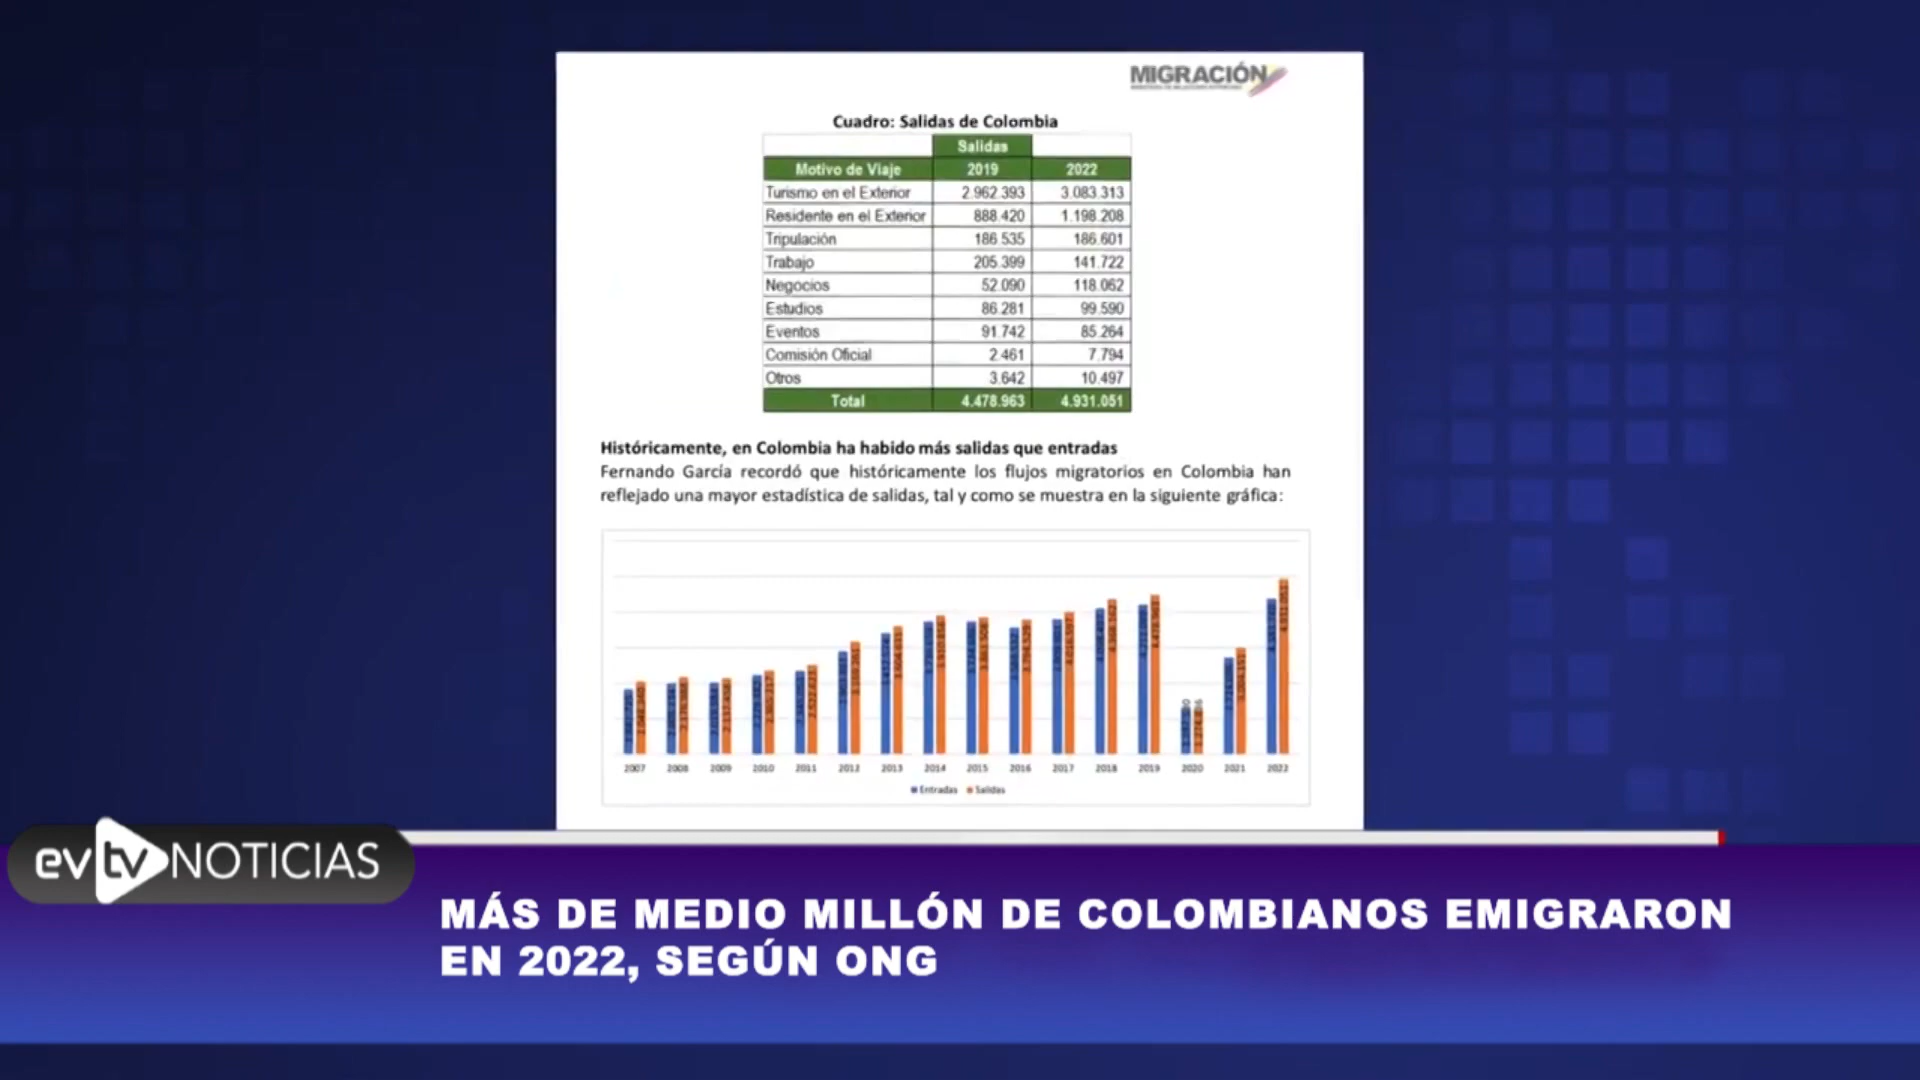 MIGRACIÓN
Cuadro: Salidas de Colombia
Salidas
Motivo de Viaje 2019 2022
Turismo en el Exterior 2.962.393 3.083.313
Residente en el Exterior 888.420 1.198.208
Tripulación 186.535 186.601
Trabajo 205.399 141.722
Negocios 52.090 118.062
Estudios 86.281 99.590
Eventos 91.742 85.264
Comisión Oficial 2.461 7.794
Otros 3.642 10.497
Total 4.478.963 4.931.051
Históricamente, en Colombia ha habido más salidas que entradas
Fernando García recordó que históricamente los flujos migratorios en Colombia han
reflejado una mayor estadística de salidas, tal y como se muestra en la siguiente gráfica:
2007 2008 2009 2010 2011 2012 2013 2014 2015 2016 2017 2018 2019 2020 2021 2022
Entradas Salidas
evtv NOTICIAS
MÁS DE MEDIO MILLÓN DE COLOMBIANOS EMIGRARON
EN 2022, SEGÚN ONG